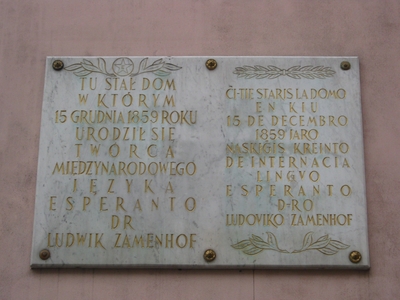 TU STAŁ DOM
W KTÓRYM
15 GRUDNIA 1859 ROKU
URODZIŁ SIĘ
TWÓRCA
MIĘDZYNARODOWEGO
JĘZYKA
ESPERANTO
DR
LUDWIK ZAMENHOF
ĈI-TIE STARIS LA DOMO
EN KIU
15 DE DECEMBRO
1859 JARO
NASKIĜIS KREINTO
DE INTERNACIA
LINGVO
ESPERANTO
D-RO
LUDOVIKO ZAMENHOF